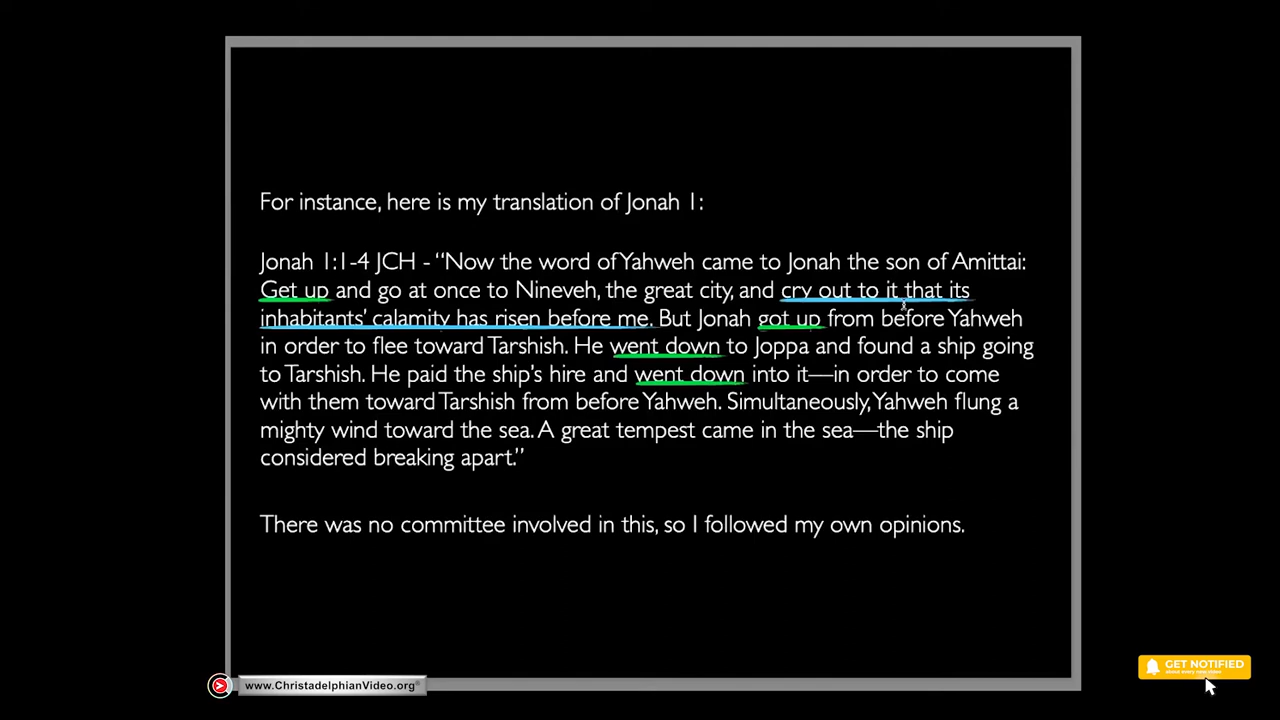 For instance, here is my translation of Jonah 1:
Jonah 1:1-4 JCH - “Now the word of Yahweh came to Jonah the son of Amittai:
Get up and go at once to Nineveh, the great city, and cry out to it that its
inhabitants’ calamity has risen before me. But Jonah got up from before Yahweh
in order to flee toward Tarshish. He went down to Joppa and found a ship going
to Tarshish. He paid the ship’s hire and went down into it—in order to come
with them toward Tarshish from before Yahweh. Simultaneously, Yahweh flung a
mighty wind toward the sea. A great tempest came in the sea—the ship
considered breaking apart.”
There was no committee involved in this, so I followed my own opinions.
GET NOTIFIED
about every new video
www.ChristadelphianVideo.org